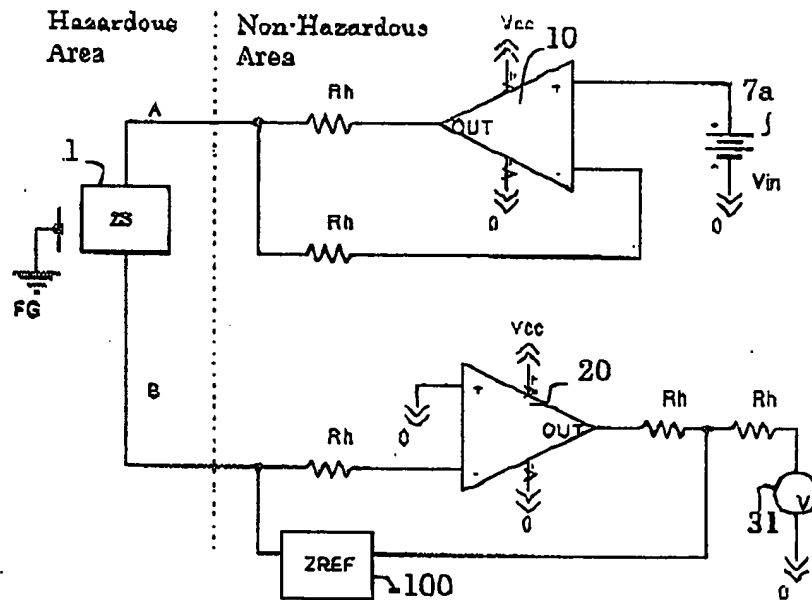 Hazardous Area
Non-Hazardous Area
Vcc
10
Rh
A
+
7a
OUT
-
1
Vin
ZS
0
0
Rh
FG
Vcc
B
20
+
Rh
Rh
0
Rh
OUT
-
V
31
0
ZREF
100
0